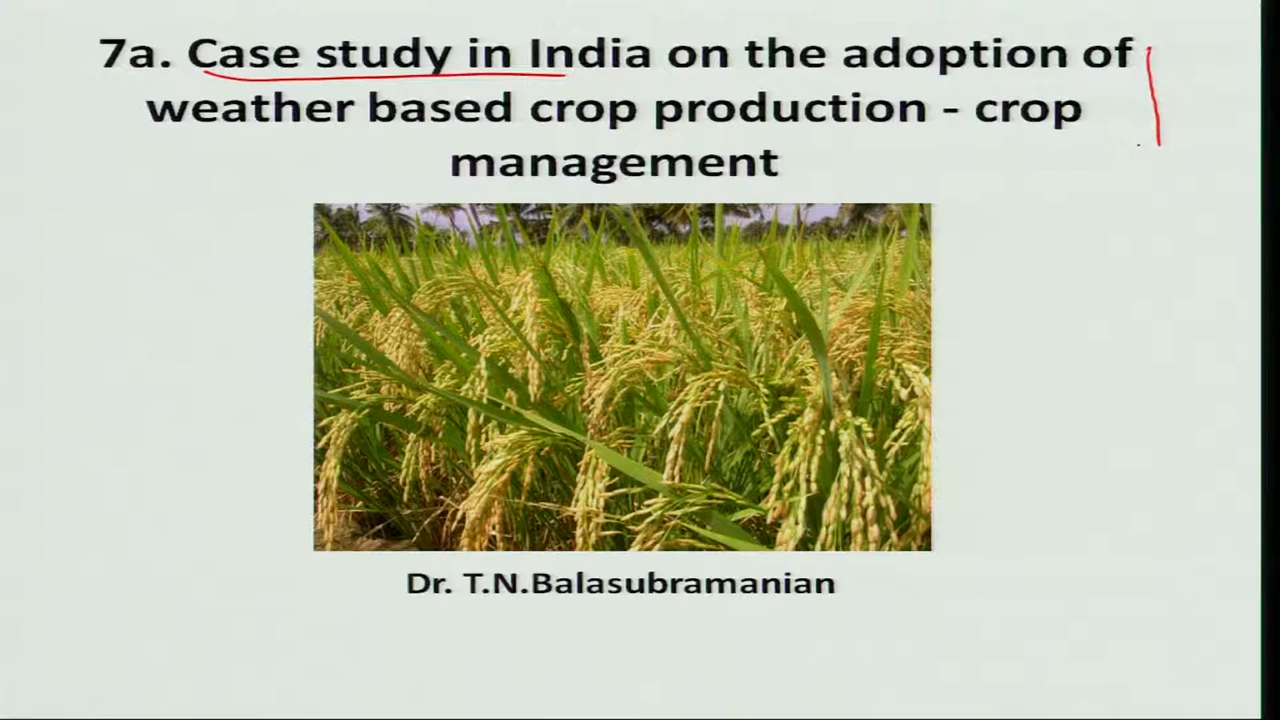 7a. Case study in India on the adoption of
weather based crop production - crop
management
Dr. T.N.Balasubramanian